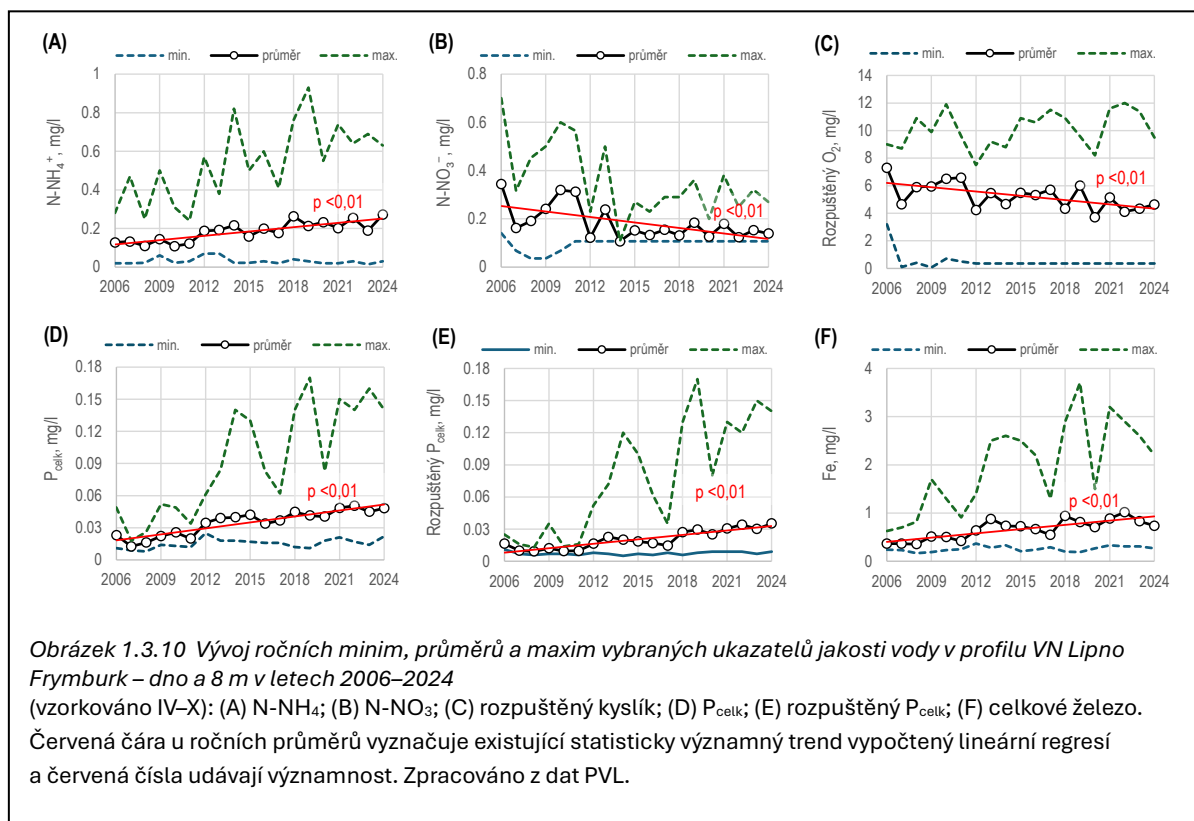 (A)
min. průměr max.
N-NH₄⁺, mg/l
1
0.8
0.6
0.4
0.2
0
p <0,01
2006 2009 2012 2015 2018 2021 2024
(B)
min. průměr max.
N-NO₃⁻, mg/l
0.8
0.6
0.4
0.2
0.0
p <0,01
2006 2009 2012 2015 2018 2021 2024
(C)
min. průměr max.
Rozpuštěný O₂, mg/l
14
12
10
8
6
4
2
0
p <0,01
2006 2009 2012 2015 2018 2021 2024
(D)
min. průměr max.
P_celk, mg/l
0.18
0.15
0.12
0.09
0.06
0.03
0
p <0,01
2006 2009 2012 2015 2018 2021 2024
(E)
min. průměr max.
Rozpuštěný P_celk, mg/l
0.18
0.15
0.12
0.09
0.06
0.03
0
p <0,01
2006 2009 2012 2015 2018 2021 2024
(F)
min. průměr max.
Fe, mg/l
4
3
2
1
0
p <0,01
2006 2009 2012 2015 2018 2021 2024
Obrázek 1.3.10 Vývoj ročních minim, průměrů a maxim vybraných ukazatelů jakosti vody v profilu VN Lipno
Frymburk – dno a 8 m v letech 2006–2024
(vzorkováno IV–X): (A) N-NH₄; (B) N-NO₃; (C) rozpuštěný kyslík; (D) P_celk; (E) rozpuštěný P_celk; (F) celkové železo.
Červená čára u ročních průměrů vyznačuje existující statisticky významný trend vypočtený lineární regresí
a červená čísla udávají významnost. Zpracováno z dat PVL.